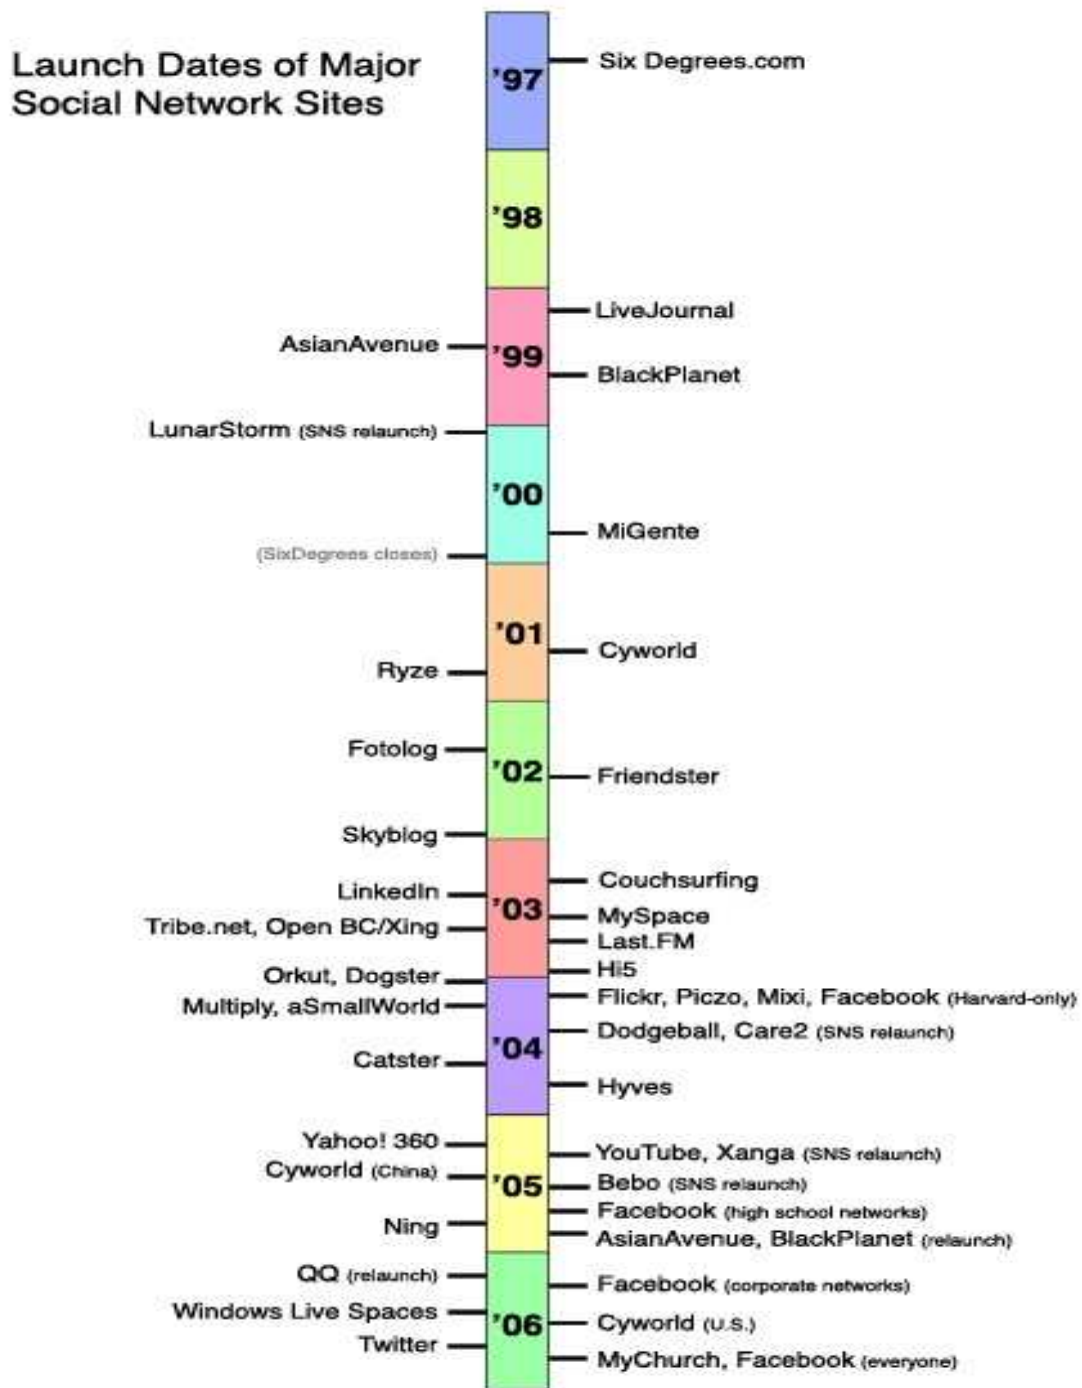 Launch Dates of Major
Social Network Sites
'97
Six Degrees.com
'98
'99
LiveJournal
AsianAvenue
BlackPlanet
'00
LunarStorm (SNS relaunch)
MiGente
(SixDegrees closes)
'01
Cyworld
Ryze
'02
Fotolog
Friendster
Skyblog
'03
Couchsurfing
LinkedIn
MySpace
Tribe.net, Open BC/Xing
Last.FM
Hi5
'04
Orkut, Dogster
Flickr, Piczo, Mixi, Facebook (Harvard-only)
Multiply, aSmallWorld
Dodgeball, Care2 (SNS relaunch)
Catster
Hyves
'05
Yahoo! 360
YouTube, Xanga (SNS relaunch)
Cyworld (China)
Bebo (SNS relaunch)
Facebook (high school networks)
Ning
AsianAvenue, BlackPlanet (relaunch)
'06
QQ (relaunch)
Facebook (corporate networks)
Windows Live Spaces
Cyworld (U.S.)
Twitter
MyChurch, Facebook (everyone)